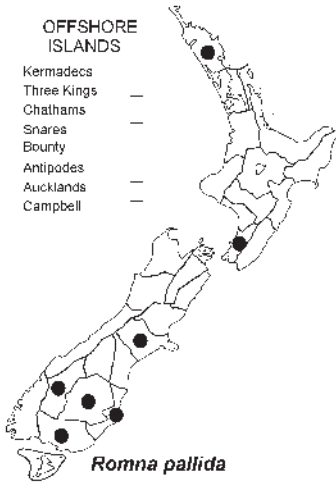 OFFSHORE
ISLANDS
Kermadecs
Three Kings
Chathams
Snares
Bounty
Antipodes
Aucklands
Campbell
Romna pallida